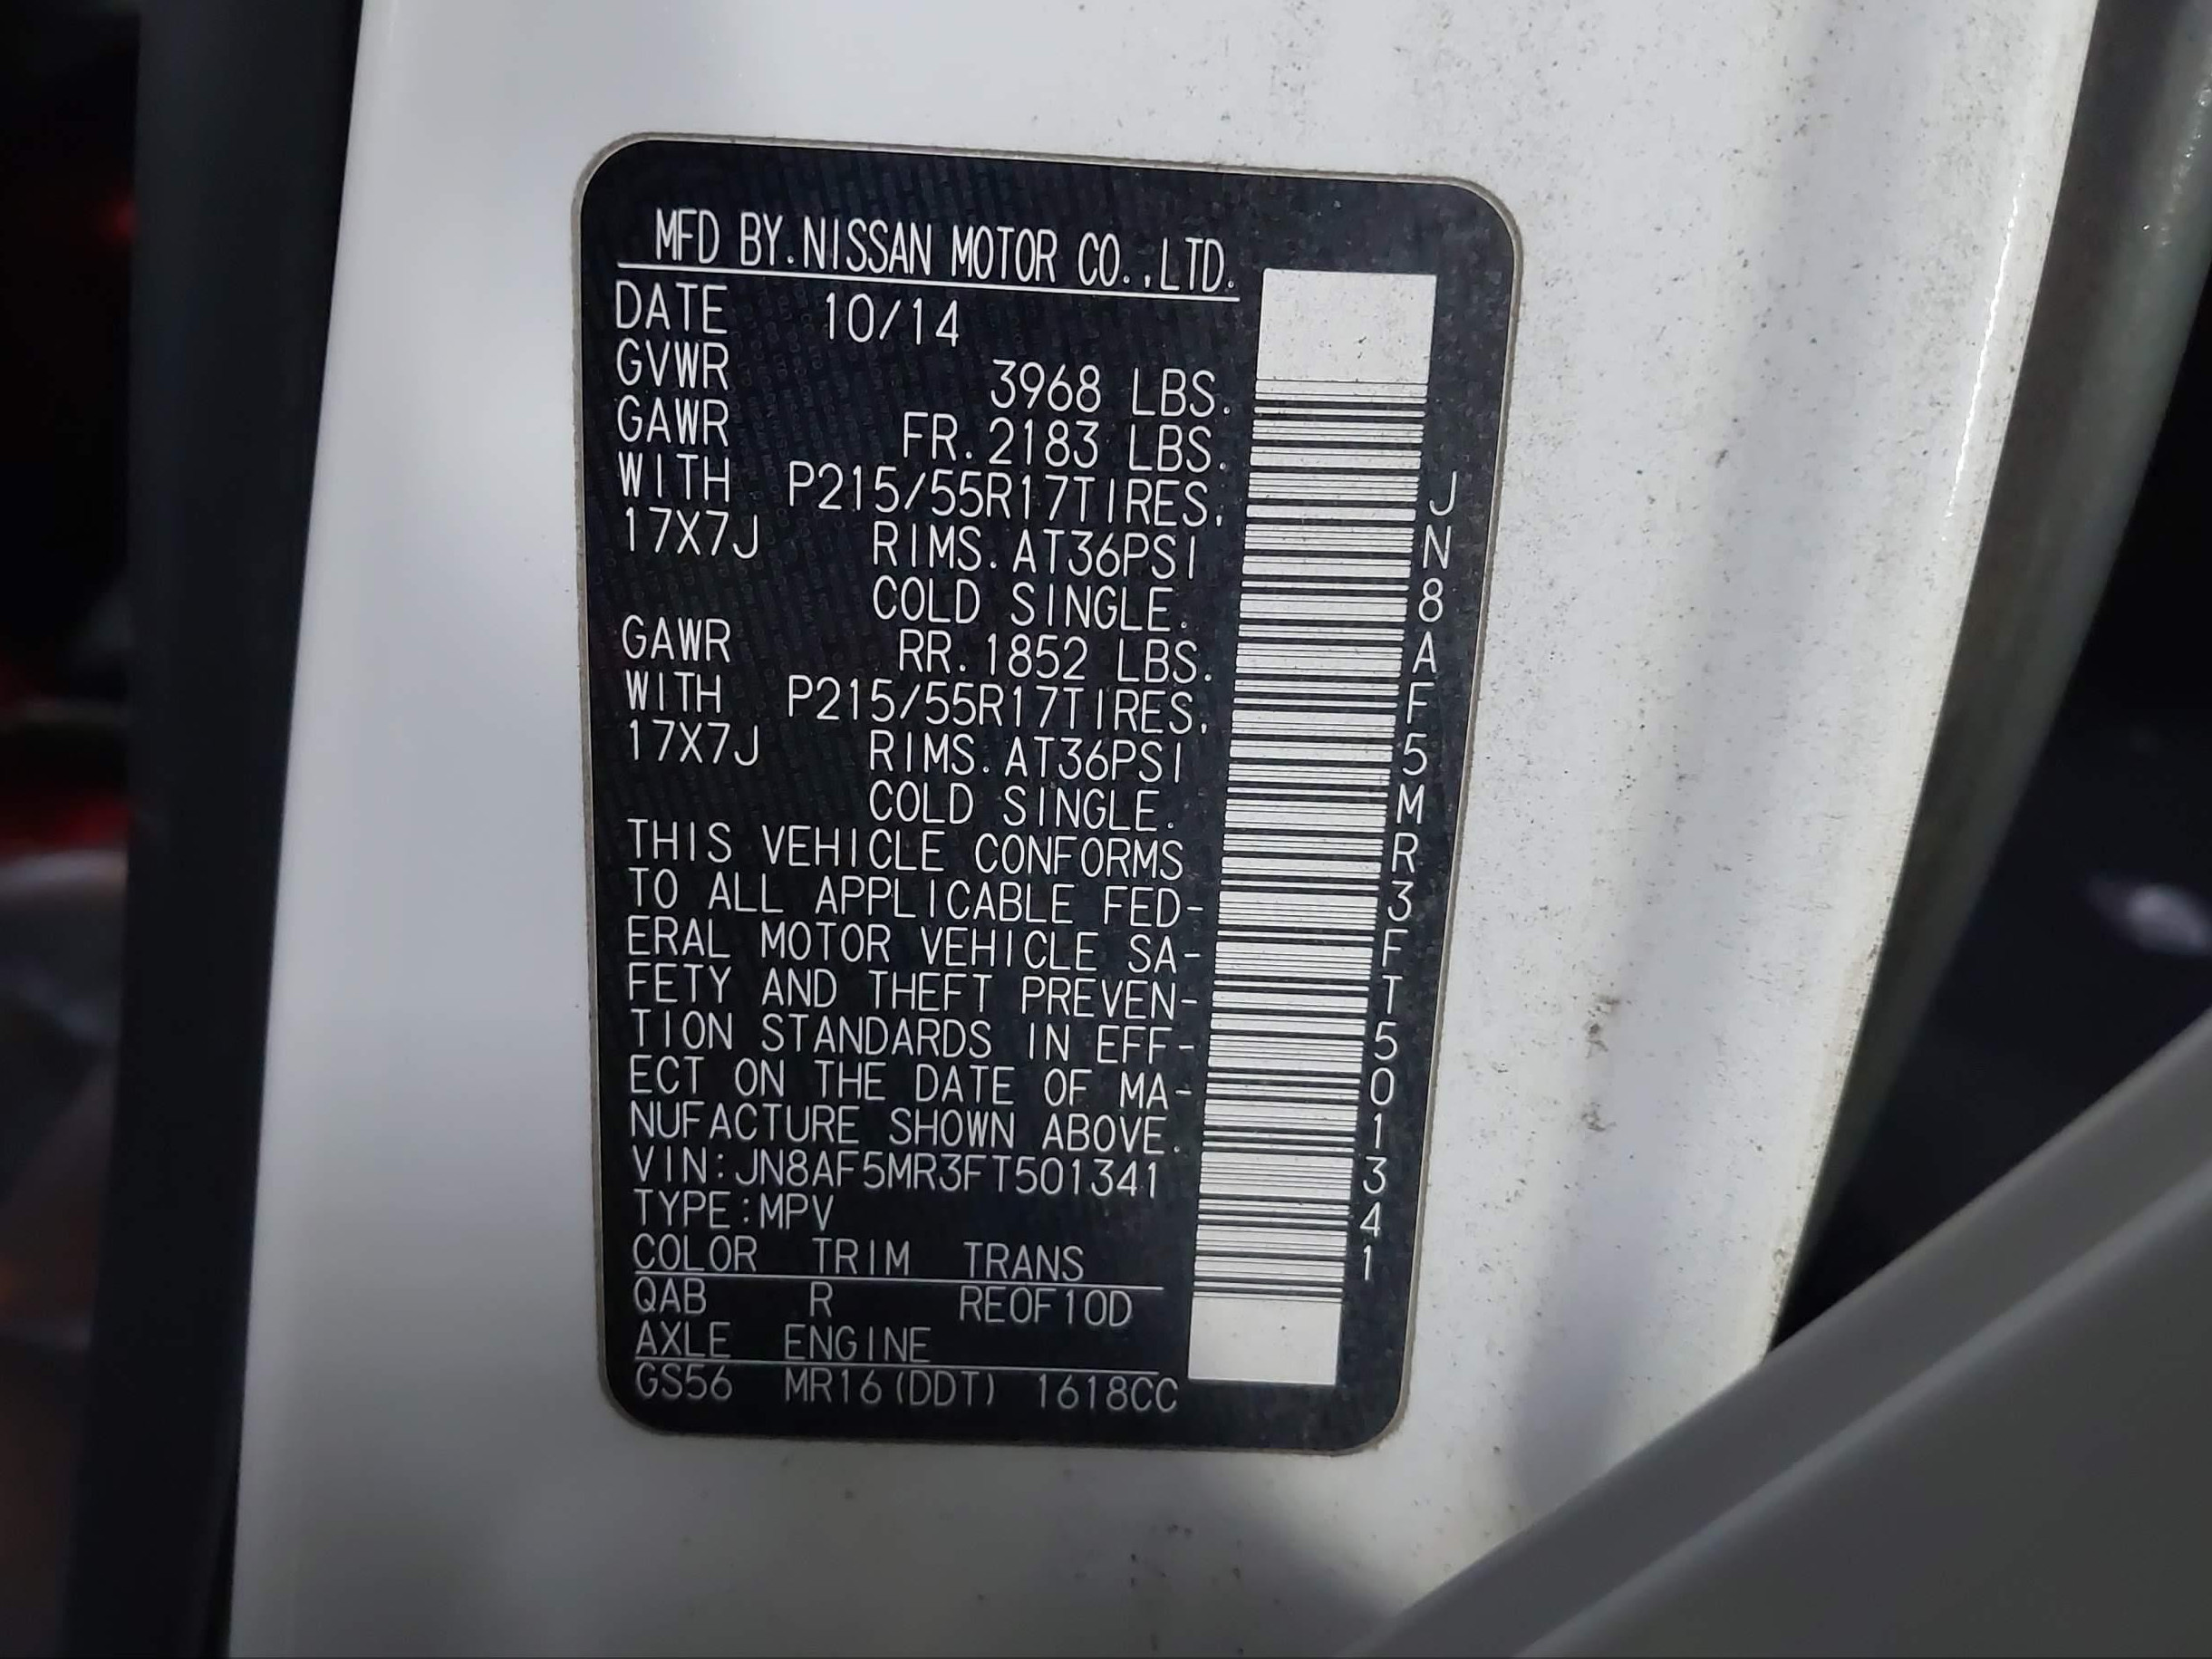 MFD BY.NISSAN MOTOR CO.,LTD.
DATE 10/14
GVWR 3968 LBS.
GAWR FR.2183 LBS.
WITH P215/55R17TIRES,
17X7J RIMS.AT36PSI
COLD SINGLE.
GAWR RR.1852 LBS.
WITH P215/55R17TIRES,
17X7J RIMS.AT36PSI
COLD SINGLE.
THIS VEHICLE CONFORMS
TO ALL APPLICABLE FED-
ERAL MOTOR VEHICLE SA-
FETY AND THEFT PREVEN-
TION STANDARDS IN EFF-
ECT ON THE DATE OF MA-
NUFACTURE SHOWN ABOVE.
VIN:JN8AF5MR3FT501341
TYPE:MPV
COLOR TRIM TRANS
QAB R RE0F10D
AXLE ENGINE
GS56 MR16(DDT) 1618CC
JN8AF5MR3FT501341